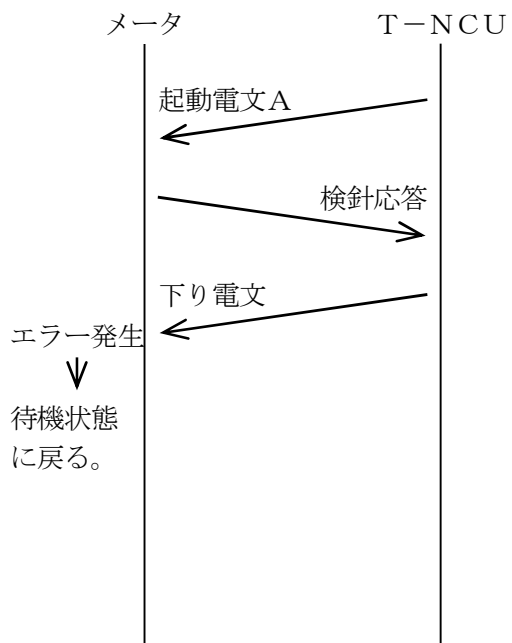 メータ
Ｔ－ＮＣＵ
起動電文Ａ
検針応答
下り電文
エラー発生
待機状態
に戻る。